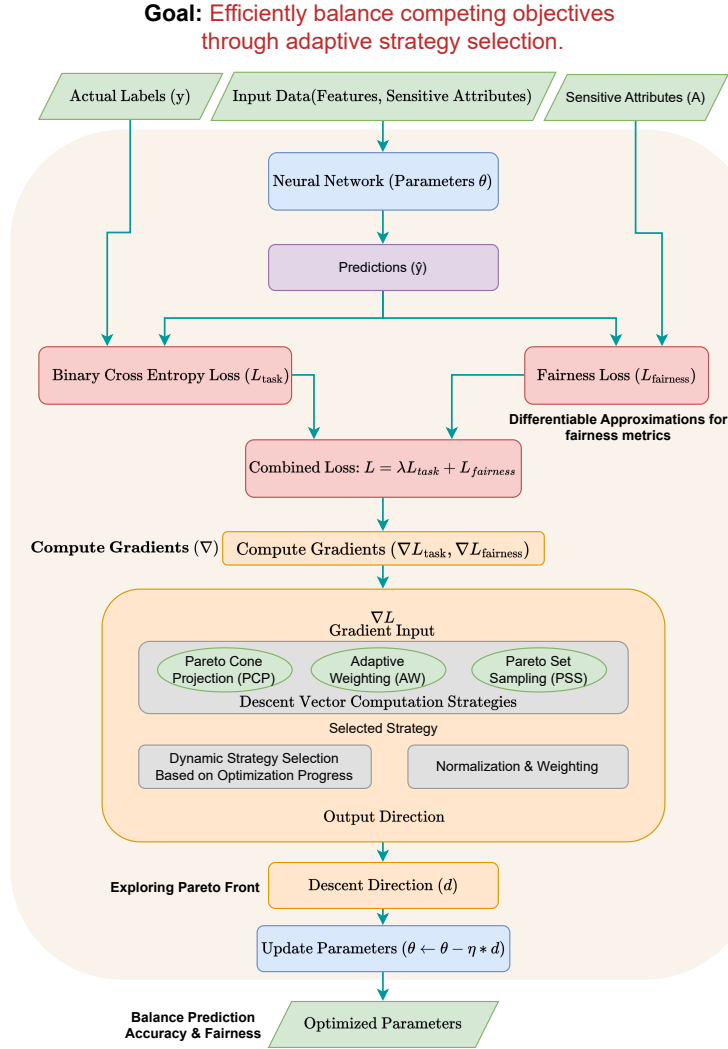 Goal: Efficiently balance competing objectives
through adaptive strategy selection.
Actual Labels (y)
Input Data(Features, Sensitive Attributes)
Sensitive Attributes (A)
Neural Network (Parameters θ)
Predictions (ŷ)
Binary Cross Entropy Loss (L_task)
Fairness Loss (L_fairness)
Differentiable Approximations for
fairness metrics
Combined Loss: L = λL_task + L_fairness
Compute Gradients (∇)
Compute Gradients (∇L_task, ∇L_fairness)
∇L
Gradient Input
Pareto Cone
Projection (PCP)
Adaptive
Weighting (AW)
Pareto Set
Sampling (PSS)
Descent Vector Computation Strategies
Selected Strategy
Dynamic Strategy Selection
Based on Optimization Progress
Normalization & Weighting
Output Direction
Exploring Pareto Front
Descent Direction (d)
Update Parameters (θ ← θ − η ∗ d)
Balance Prediction
Accuracy & Fairness
Optimized Parameters